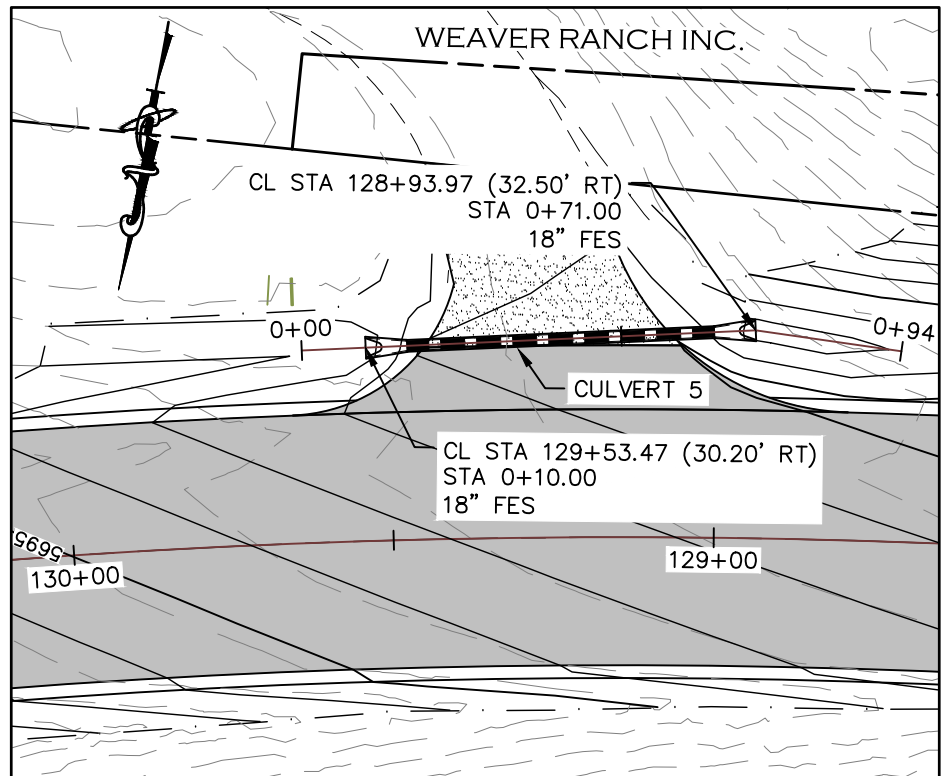 WEAVER RANCH INC.
CL STA 128+93.97 (32.50' RT)
STA 0+71.00
18" FES
0+00
0+94
CULVERT 5
CL STA 129+53.47 (30.20' RT)
STA 0+10.00
18" FES
5695
130+00
129+00